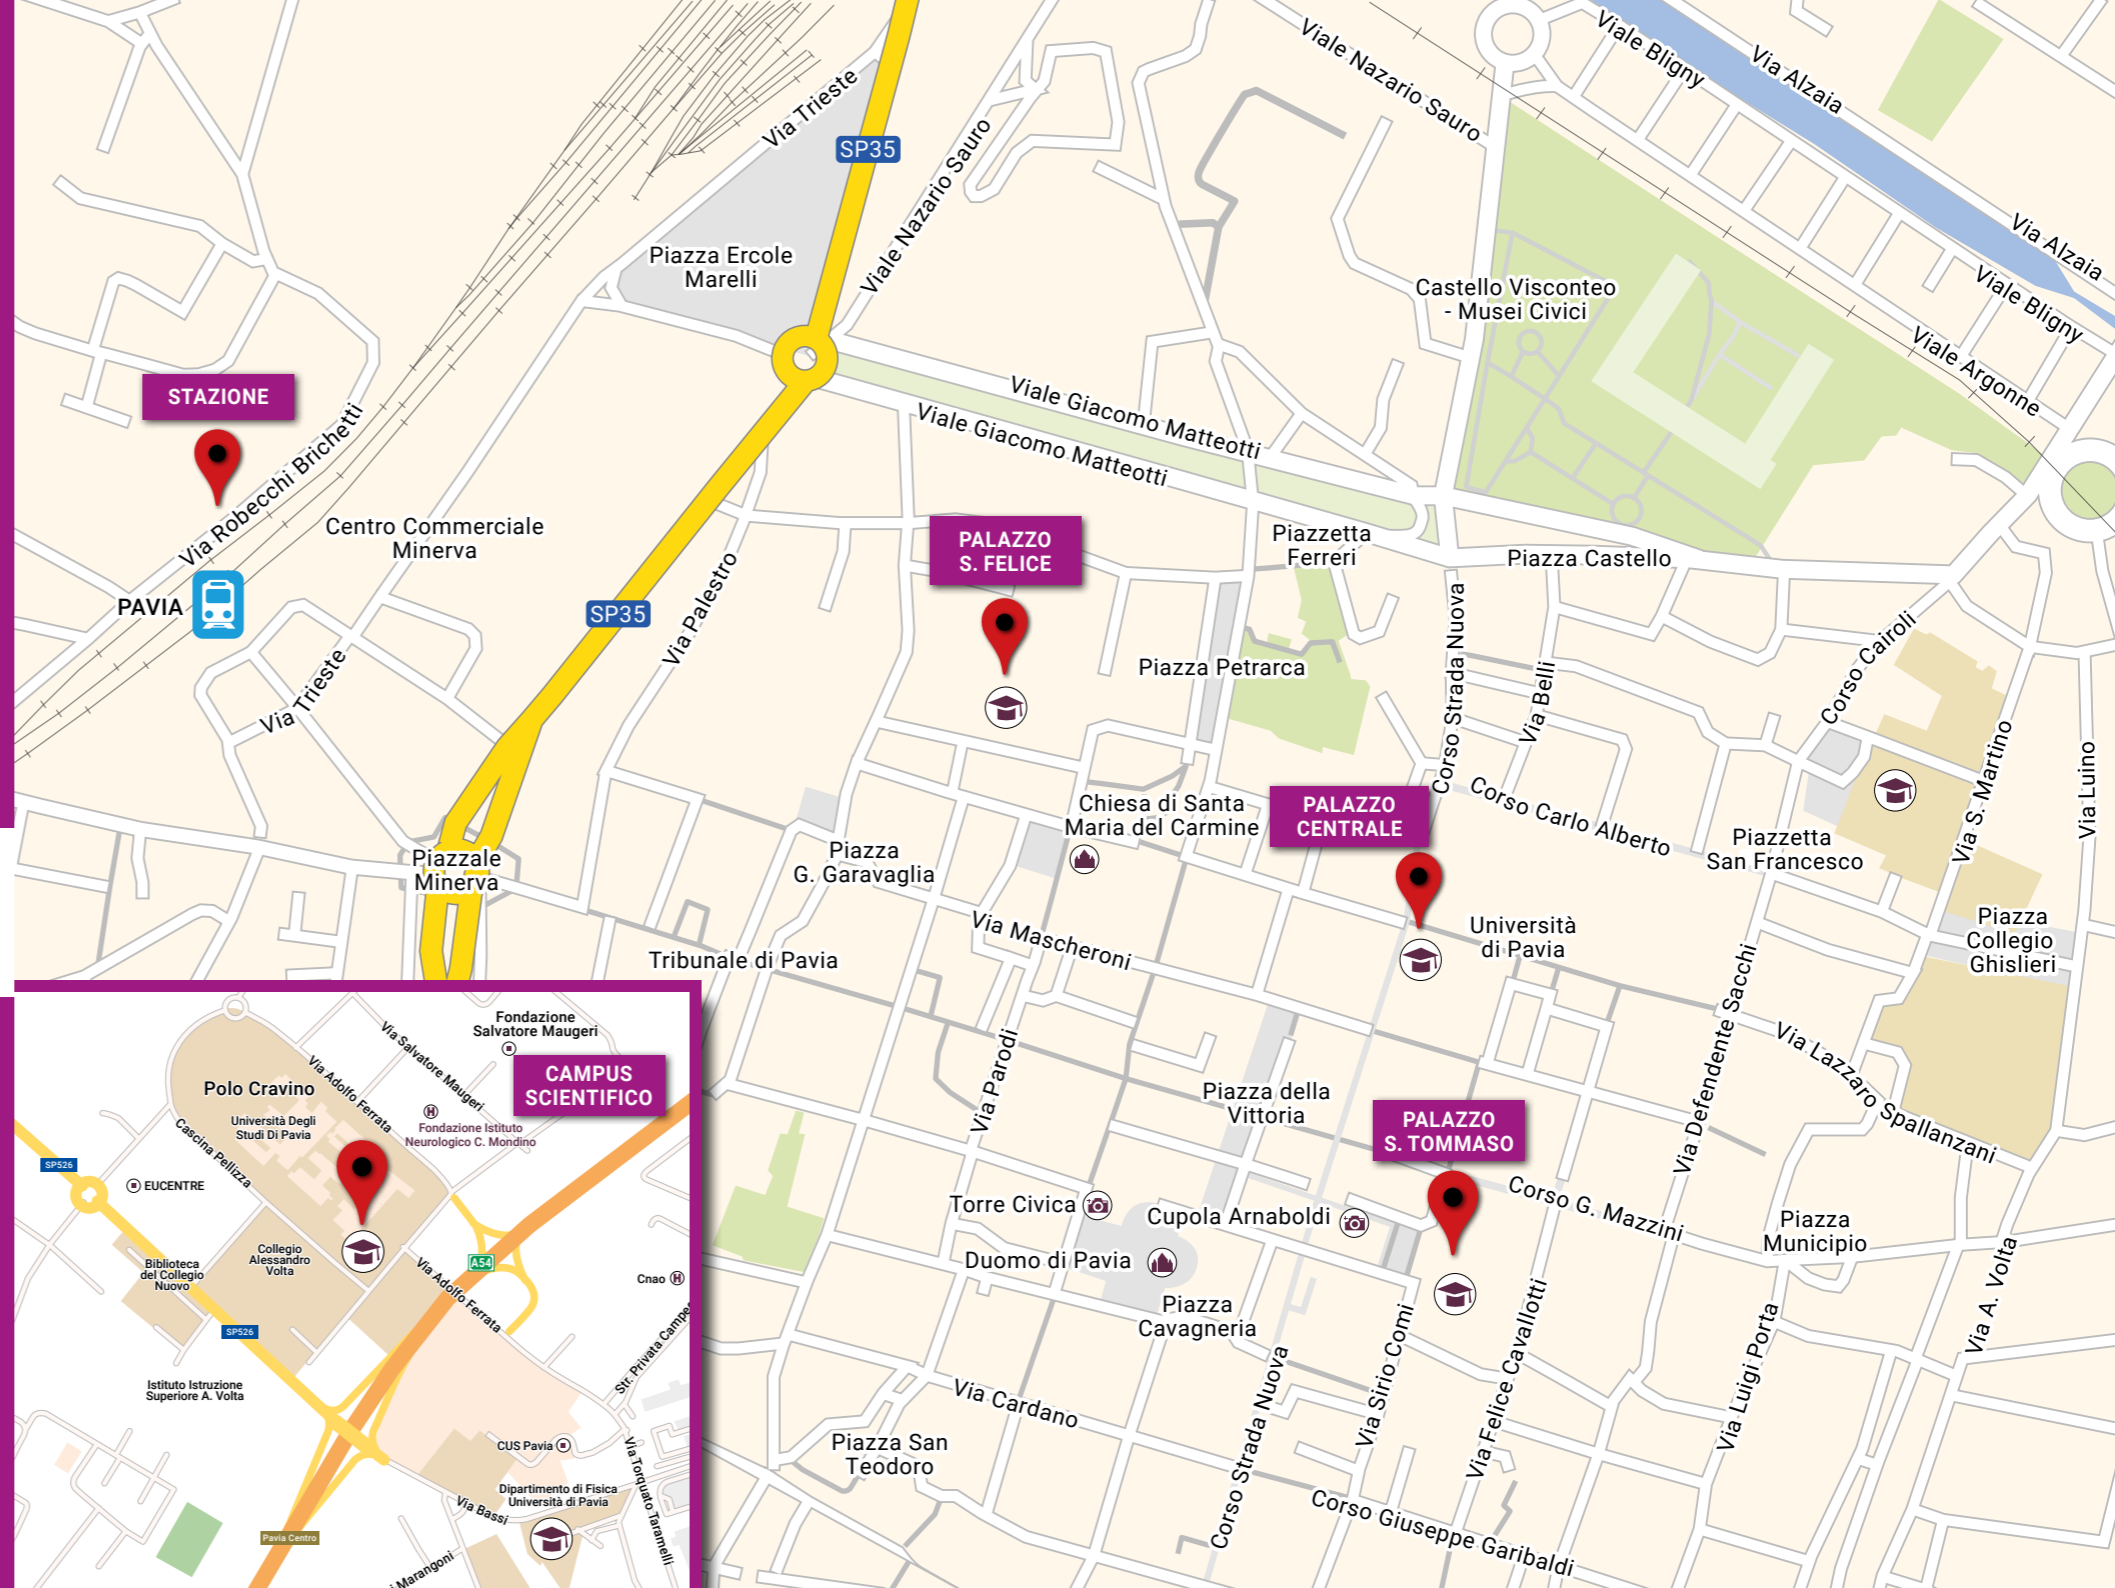 Viale Nazario Sauro
Viale Bligny
Via Alzaia
Via Trieste
SP35
Viale Nazario Sauro
Via Alzaia
Piazza Ercole
Marelli
Castello Visconteo
- Musei Civici
Viale Bligny
Viale Argonne
STAZIONE
Viale Giacomo Matteotti
Viale Giacomo Matteotti
Via Robecchi Brichetti
Centro Commerciale
Minerva
PALAZZO
S. FELICE
Piazzetta
Ferreri
Piazza Castello
PAVIA
SP35
Via Palestro
Via Trieste
Piazza Petrarca
Corso Strada Nuova
Via Belli
Corso Cairoli
Via S. Martino
Via Luino
Chiesa di Santa
Maria del Carmine
PALAZZO
CENTRALE
Corso Carlo Alberto
Piazzetta
San Francesco
Piazzale
Minerva
Piazza
G. Garavaglia
Via Mascheroni
Università
di Pavia
Piazza
Collegio
Ghislieri
Tribunale di Pavia
Via Defendente Sacchi
Via Lazzaro Spallanzani
Via Parodi
Piazza della
Vittoria
PALAZZO
S. TOMMASO
Corso G. Mazzini
Torre Civica
Cupola Arnaboldi
Piazza
Municipio
Duomo di Pavia
Piazza
Cavagneria
Via A. Volta
Via Sirio Comi
Via Felice Cavallotti
Via Luigi Porta
Corso Strada Nuova
Via Cardano
Piazza San
Teodoro
Corso Giuseppe Garibaldi
Fondazione
Salvatore Maugeri
Via Salvatore Maugeri
CAMPUS
SCIENTIFICO
Via Adolfo Ferrata
Polo Cravino
Università Degli
Studi Di Pavia
Fondazione Istituto
Neurologico C. Mondino
H
Cascina Pellizza
SP526
EUCENTRE
Collegio
Alessandro
Volta
A54
Biblioteca
del Collegio
Nuovo
Via Adolfo Ferrata
Cnao
H
SP526
Str. Privata Campe
Istituto Istruzione
Superiore A. Volta
CUS Pavia
Via Torquato Taramelli
Dipartimento di Fisica
Università di Pavia
Via Bassi
Pavia Centro
i Marangoni